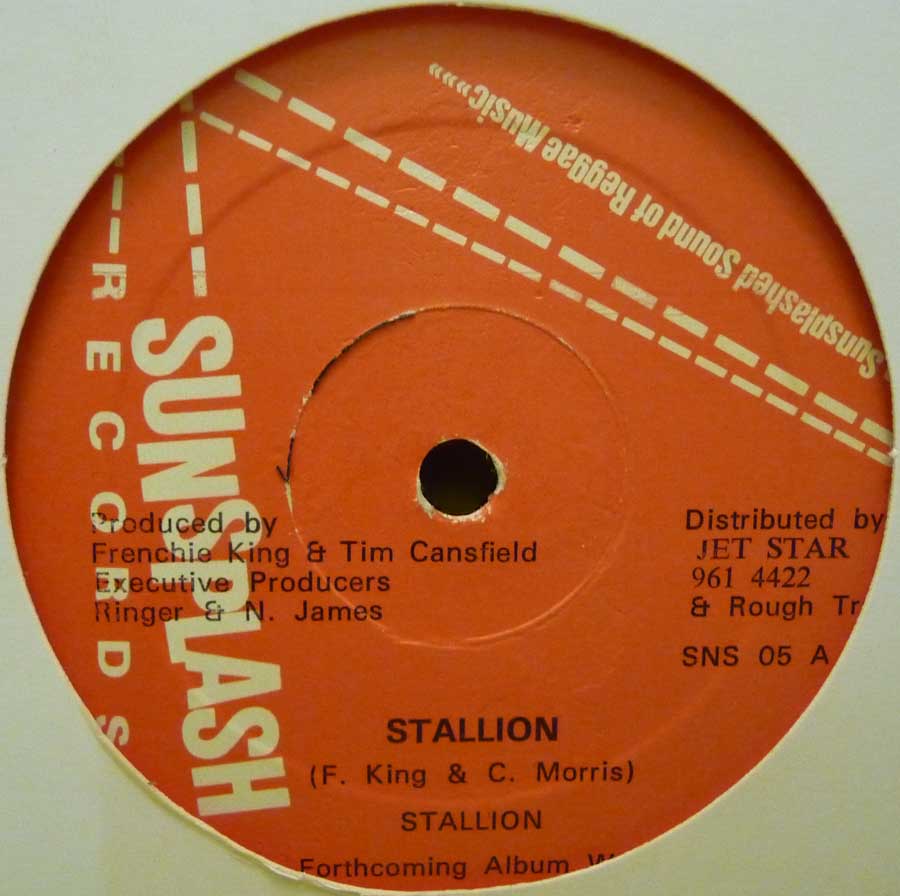 Sunsplashed Sound of Reggae Music"""
RECORDS
SUNSPLASH
Produced by
Frenchie King & Tim Cansfield
Executive Producers
Ringer & N. James
Distributed by
JET STAR
961 4422
& Rough Tr
SNS 05 A
STALLION
(F. King & C. Morris)
STALLION
Forthcoming Album